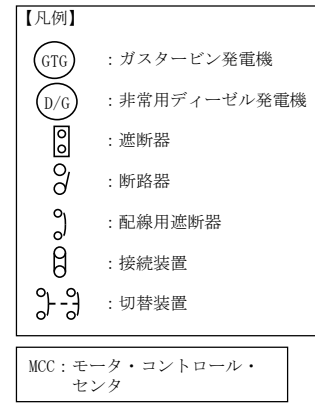 【凡例】
GTG ：ガスタービン発電機
D/G ：非常用ディーゼル発電機
：遮断器
：断路器
：配線用遮断器
：接続装置
：切替装置
MCC：モータ・コントロール・
センタ